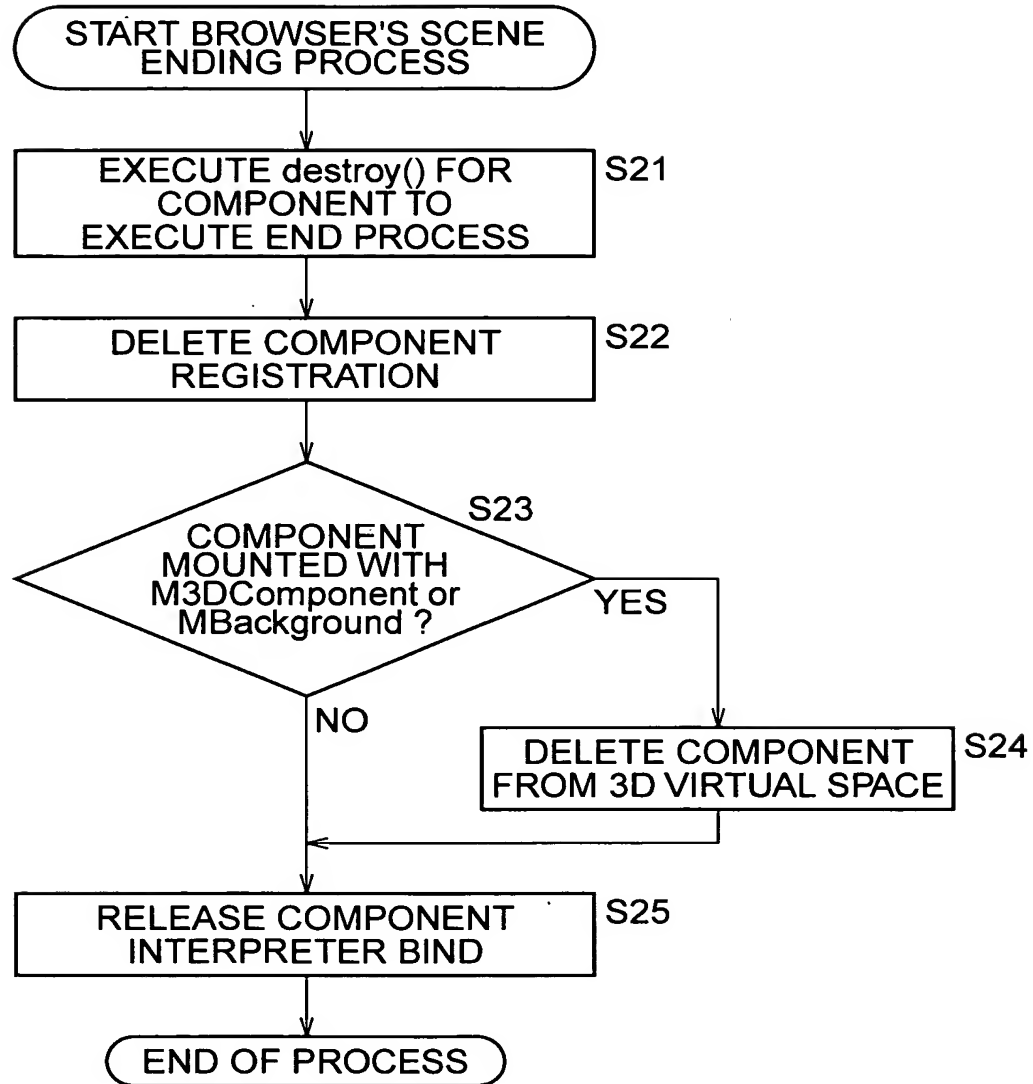 START BROWSER'S SCENE
ENDING PROCESS
EXECUTE destroy() FOR
COMPONENT TO
EXECUTE END PROCESS
S21
DELETE COMPONENT
REGISTRATION
S22
S23
COMPONENT
MOUNTED WITH
M3DComponent or
MBackground ?
YES
NO
DELETE COMPONENT
FROM 3D VIRTUAL SPACE
S24
RELEASE COMPONENT
INTERPRETER BIND
S25
END OF PROCESS